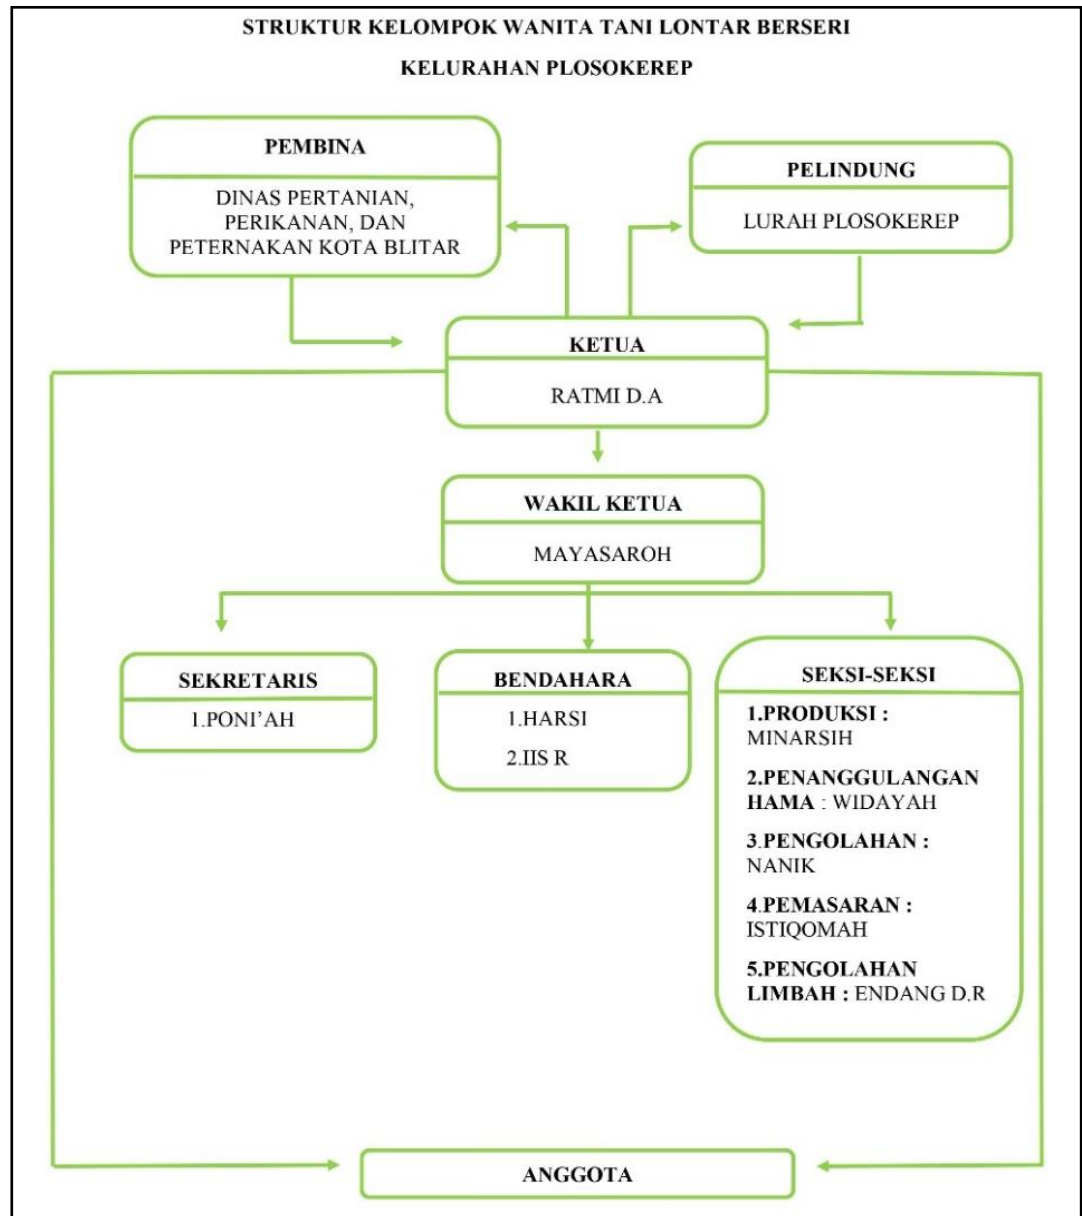 STRUKTUR KELOMPOK WANITA TANI LONTAR BERSERI
KELURAHAN PLOSOKEREP
PEMBINA
DINAS PERTANIAN,
PERIKANAN, DAN
PETERNAKAN KOTA BLITAR
PELINDUNG
LURAH PLOSOKEREP
KETUA
RATMI D.A
WAKIL KETUA
MAYASAROH
SEKRETARIS
1.PONI’AH
BENDAHARA
1.HARSI
2.IIS R
SEKSI-SEKSI
1.PRODUKSI :
MINARSIH
2.PENANGGULANGAN
HAMA : WIDAYAH
3.PENGOLAHAN :
NANIK
4.PEMASARAN :
ISTIQOMAH
5.PENGOLAHAN
LIMBAH : ENDANG D.R
ANGGOTA